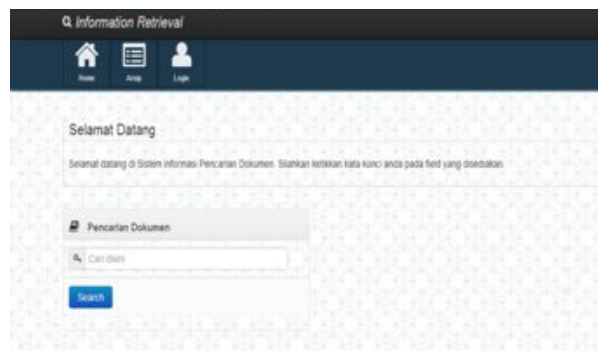 Information Retrieval
Home Arsip Login
Selamat Datang
Selamat datang di Sistem Informasi Pencarian Dokumen. Silahkan ketikkan kata kunci anda pada field yang disediakan.
Pencarian Dokumen
Cari disini
Search